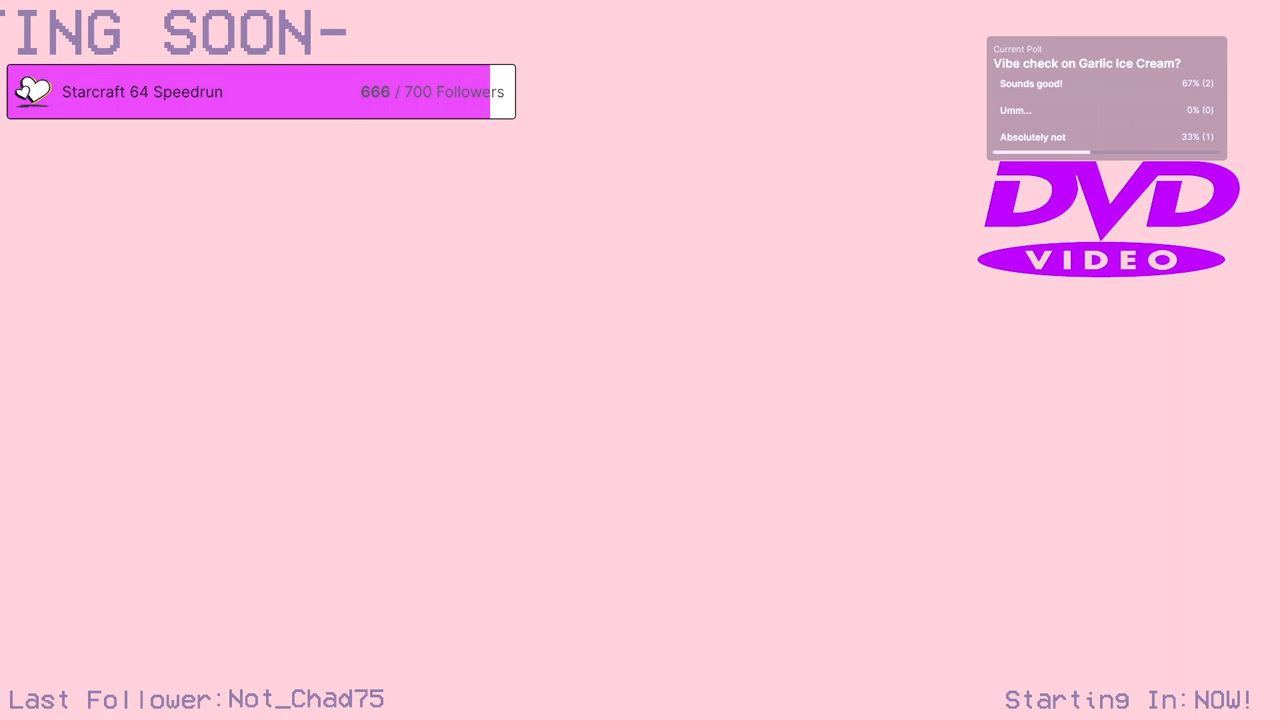 TING SOON-
Starcraft 64 Speedrun
666 / 700 Followers
Current Poll
Vibe check on Garlic Ice Cream?
Sounds good! 67% (2)
Umm... 0% (0)
Absolutely not 33% (1)
DVD
VIDEO
Last Follower: Not_Chad75
Starting In: NOW!